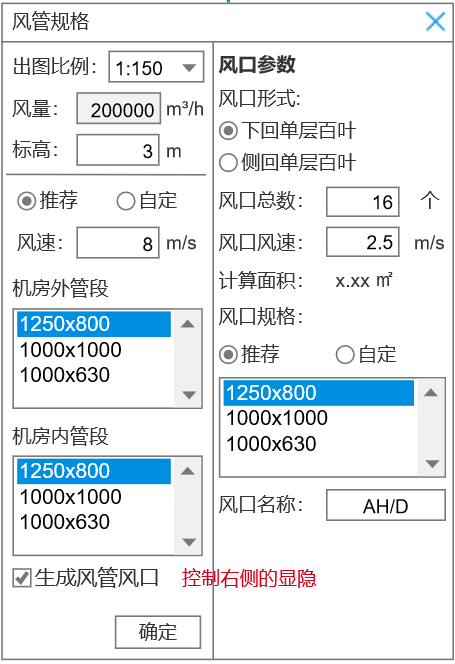 风管规格
出图比例: 1:150
风量: 200000 m³/h
标高: 3 m
推荐 自定
风速: 8 m/s
机房外管段
1250x800
1000x1000
1000x630
机房内管段
1250x800
1000x1000
1000x630
生成风管风口 控制右侧的显隐
确定
风口参数
风口形式:
下回单层百叶
侧回单层百叶
风口总数: 16 个
风口风速: 2.5 m/s
计算面积: x.xx ㎡
风口规格:
推荐 自定
1250x800
1000x1000
1000x630
风口名称: AH/D